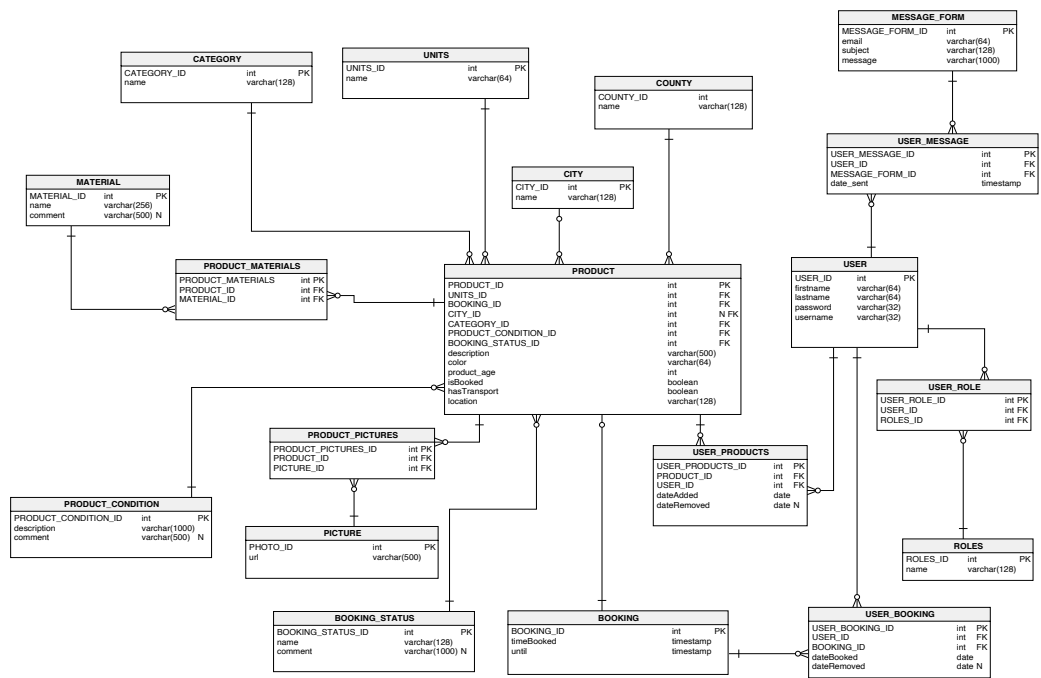 MESSAGE_FORM
MESSAGE_FORM_ID int PK
email varchar(64)
subject varchar(128)
message varchar(1000)
CATEGORY
CATEGORY_ID int PK
name varchar(128)
UNITS
UNITS_ID int PK
name varchar(64)
COUNTY
COUNTY_ID int
name varchar(128)
USER_MESSAGE
USER_MESSAGE_ID int PK
USER_ID int FK
MESSAGE_FORM_ID int FK
date_sent timestamp
MATERIAL
MATERIAL_ID int PK
name varchar(256)
comment varchar(500) N
CITY
CITY_ID int PK
name varchar(128)
PRODUCT_MATERIALS
PRODUCT_MATERIALS int PK
PRODUCT_ID int FK
MATERIAL_ID int FK
PRODUCT
PRODUCT_ID int PK
UNITS_ID int FK
BOOKING_ID int FK
CITY_ID int N FK
CATEGORY_ID int FK
PRODUCT_CONDITION_ID int FK
BOOKING_STATUS_ID int FK
description varchar(500)
color varchar(64)
product_age int
isBooked boolean
hasTransport boolean
location varchar(128)
USER
USER_ID int PK
firstname varchar(64)
lastname varchar(64)
password varchar(32)
username varchar(32)
USER_ROLE
USER_ROLE_ID int PK
USER_ID int FK
ROLES_ID int FK
PRODUCT_PICTURES
PRODUCT_PICTURES_ID int PK
PRODUCT_ID int FK
PICTURE_ID int FK
USER_PRODUCTS
USER_PRODUCTS_ID int PK
PRODUCT_ID int FK
USER_ID int FK
dateAdded date
dateRemoved date N
PRODUCT_CONDITION
PRODUCT_CONDITION_ID int PK
description varchar(1000)
comment varchar(500) N
PICTURE
PHOTO_ID int PK
url varchar(500)
ROLES
ROLES_ID int PK
name varchar(128)
BOOKING_STATUS
BOOKING_STATUS_ID int PK
name varchar(128)
comment varchar(1000) N
BOOKING
BOOKING_ID int PK
timeBooked timestamp
until timestamp
USER_BOOKING
USER_BOOKING_ID int PK
USER_ID int FK
BOOKING_ID int FK
dateBooked date
dateRemoved date N